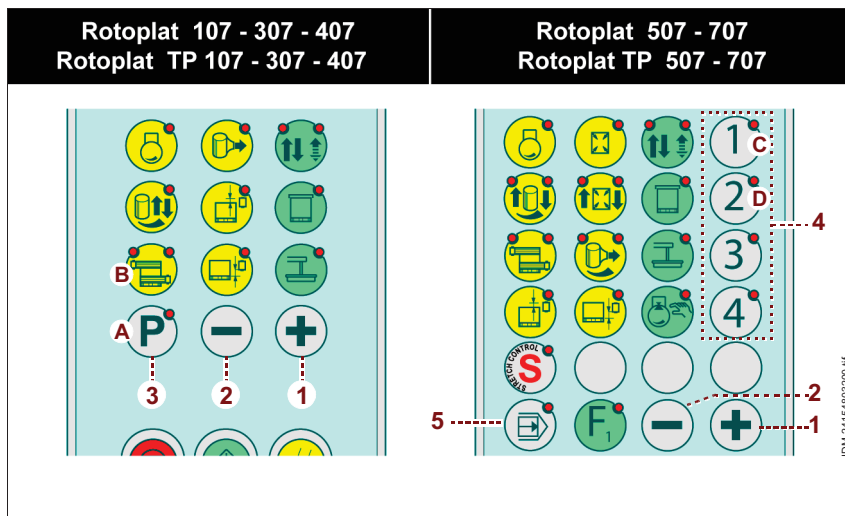 Rotoplat 107 - 307 - 407
Rotoplat TP 107 - 307 - 407
Rotoplat 507 - 707
Rotoplat TP 507 - 707
B
A
P
3
2
1
1
C
2
D
3
4
4
STRETCH CONTROL
S
F1
2
5
1